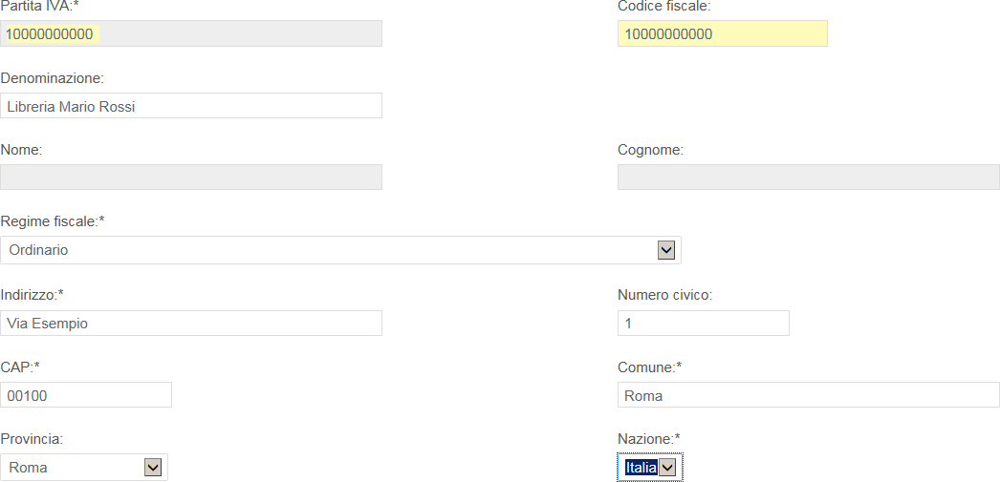 Partita IVA:* Codice fiscale:
10000000000 10000000000
Denominazione:
Libreria Mario Rossi
Nome: Cognome:
Regime fiscale:*
Ordinario
Indirizzo:* Numero civico:
Via Esempio 1
CAP:* Comune:*
00100 Roma
Provincia: Nazione:*
Roma Italia